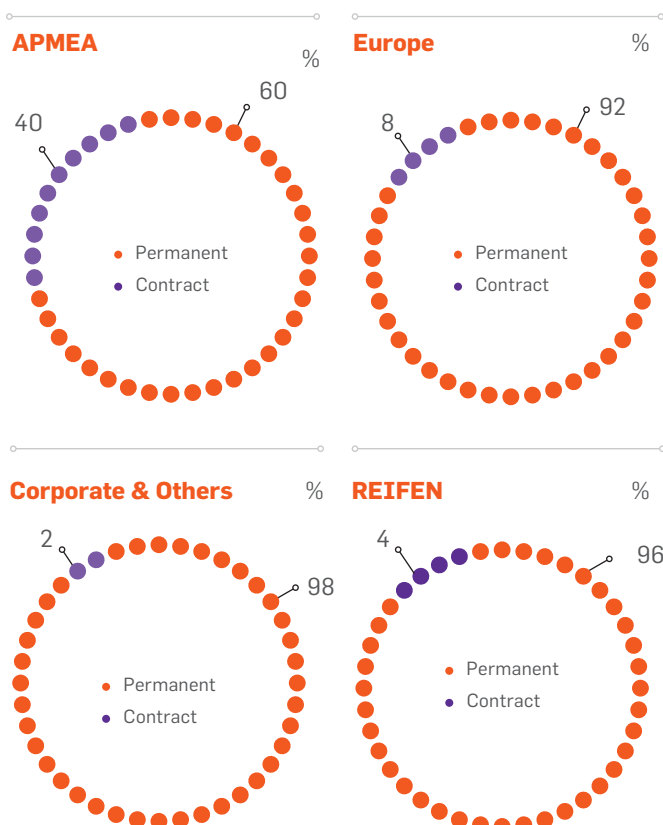 APMEA
%
60
40
Permanent
Contract
Europe
%
92
8
Permanent
Contract
Corporate & Others
%
2
98
Permanent
Contract
REIFEN
%
4
96
Permanent
Contract